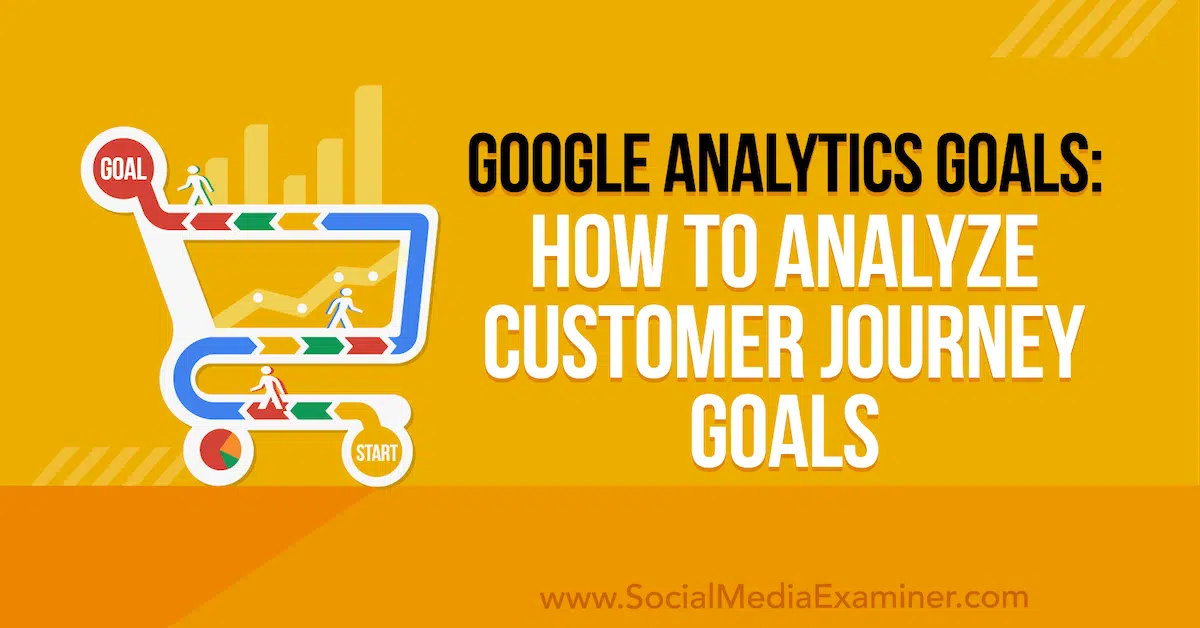 GOAL
START
GOOGLE ANALYTICS GOALS:
HOW TO ANALYZE
CUSTOMER JOURNEY
GOALS
www.SocialMediaExaminer.com